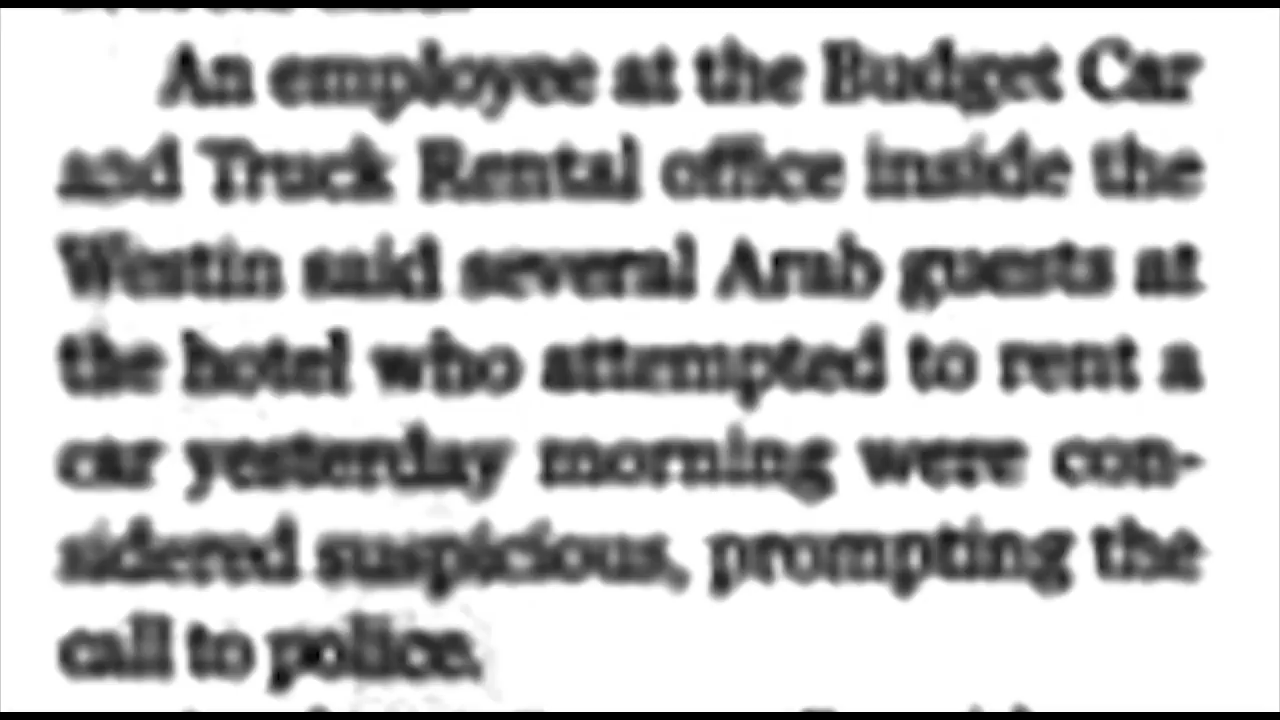 An employee at the Budget Car
and Truck Rental office inside the
Westin said several Arab guests at
the hotel who attempted to rent a
car yesterday morning were con-
sidered suspicious, prompting the
call to police.